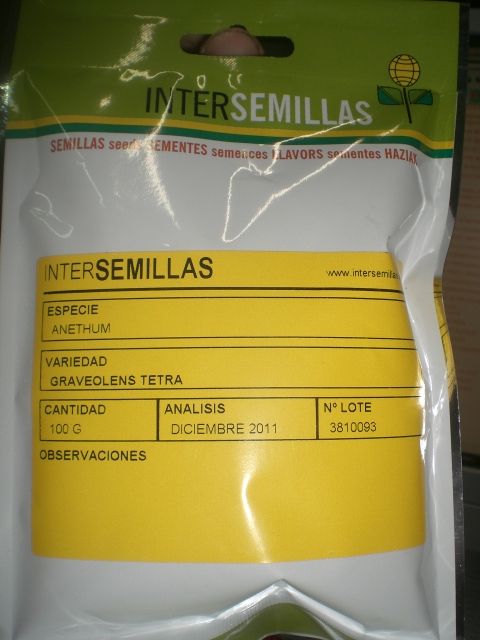 INTERSEMILLAS
SEMILLAS seeds SEMENTES semences LLAVORS sementes HAZIAK
INTERSEMILLAS
www.intersemillas
ESPECIE
ANETHUM
VARIEDAD
GRAVEOLENS TETRA
CANTIDAD ANALISIS Nº LOTE
100 G DICIEMBRE 2011 3810093
OBSERVACIONES